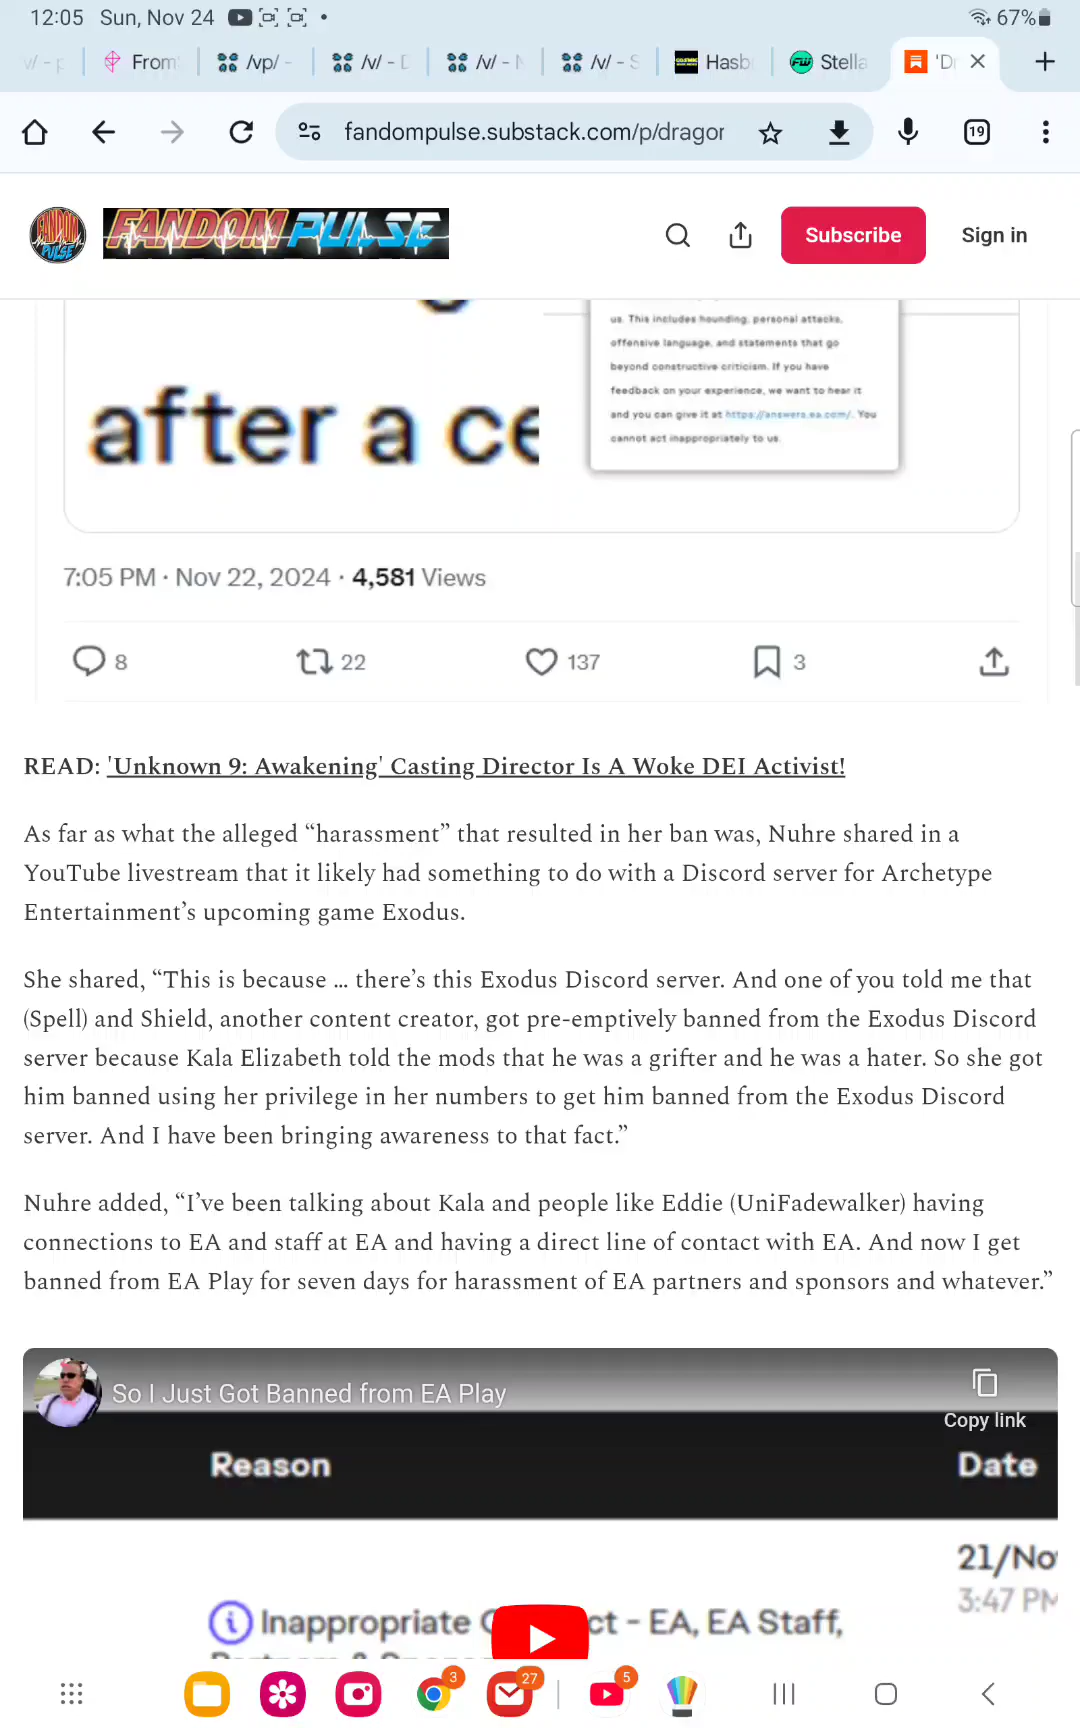 12:05 Sun, Nov 24
67%
From
/vp/ -
/v/ - D
/v/ - N
/v/ - S
Hasb
Stella
'D
fandompulse.substack.com/p/dragor
19
FANDOM PULSE
FANDOM PULSE
Subscribe
Sign in
after a ce
us. This includes hounding, personal attacks,
offensive language, and statements that go
beyond constructive criticism. If you have
feedback on your experience, we want to hear it
and you can give it at https://answers.ea.com/. You
cannot act inappropriately to us.
7:05 PM · Nov 22, 2024 · 4,581 Views
8 22 137 3
READ: 'Unknown 9: Awakening' Casting Director Is A Woke DEI Activist!
As far as what the alleged “harassment” that resulted in her ban was, Nuhre shared in a
YouTube livestream that it likely had something to do with a Discord server for Archetype
Entertainment’s upcoming game Exodus.
She shared, “This is because … there’s this Exodus Discord server. And one of you told me that
(Spell) and Shield, another content creator, got pre-emptively banned from the Exodus Discord
server because Kala Elizabeth told the mods that he was a grifter and he was a hater. So she got
him banned using her privilege in her numbers to get him banned from the Exodus Discord
server. And I have been bringing awareness to that fact.”
Nuhre added, “I’ve been talking about Kala and people like Eddie (UniFadewalker) having
connections to EA and staff at EA and having a direct line of contact with EA. And now I get
banned from EA Play for seven days for harassment of EA partners and sponsors and whatever.”
So I Just Got Banned from EA Play
Copy link
Reason
Date
21/No
3:47 PM
Inappropriate C ct - EA, EA Staff,
3
27
5